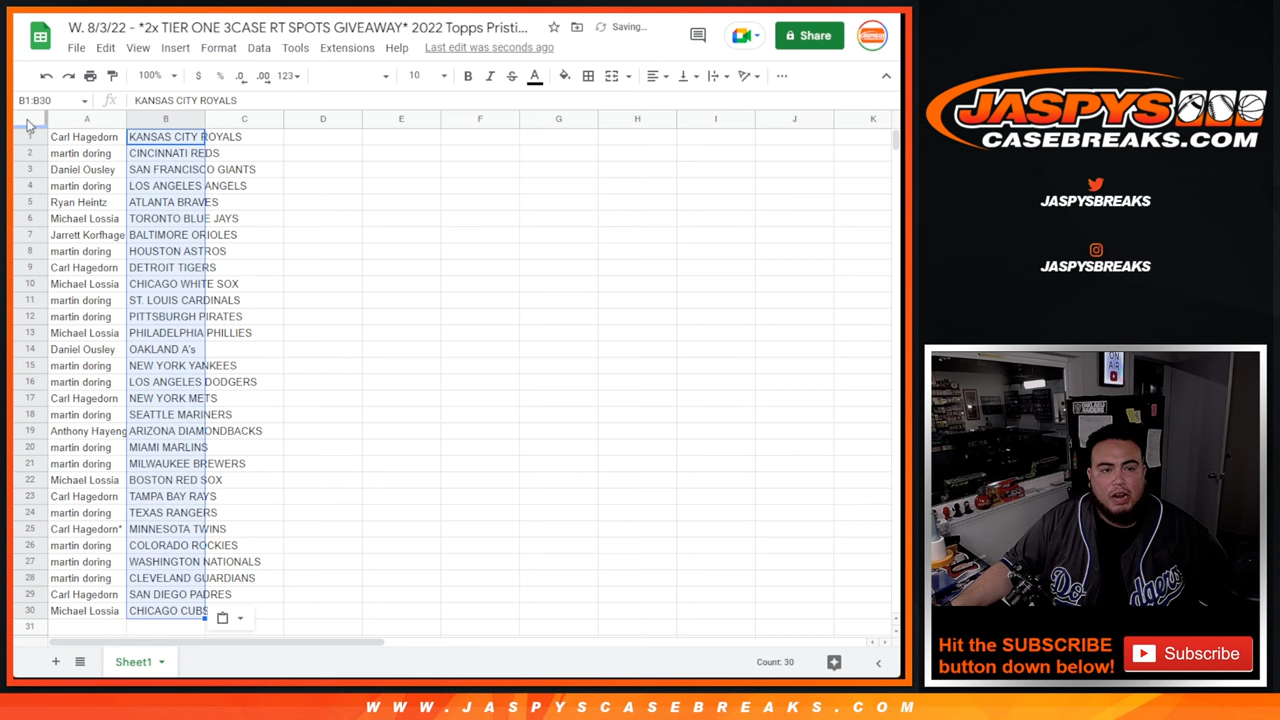 W. 8/3/22 - *2x TIER ONE 3CASE RT SPOTS GIVEAWAY* 2022 Topps Pristi...
Saving...
Share
File Edit View Insert Format Data Tools Extensions Help Last edit was seconds ago
100% $ % .0 .00 123 10 B I S A
B1:B30 fx KANSAS CITY ROYALS
A B C D E F G H I J K
1 Carl Hagedorn KANSAS CITY ROYALS
2 martin doring CINCINNATI REDS
3 Daniel Ousley SAN FRANCISCO GIANTS
4 martin doring LOS ANGELES ANGELS
5 Ryan Heintz ATLANTA BRAVES
6 Michael Lossia TORONTO BLUE JAYS
7 Jarrett Korfhage BALTIMORE ORIOLES
8 martin doring HOUSTON ASTROS
9 Carl Hagedorn DETROIT TIGERS
10 Michael Lossia CHICAGO WHITE SOX
11 martin doring ST. LOUIS CARDINALS
12 martin doring PITTSBURGH PIRATES
13 Michael Lossia PHILADELPHIA PHILLIES
14 Daniel Ousley OAKLAND A's
15 martin doring NEW YORK YANKEES
16 martin doring LOS ANGELES DODGERS
17 Carl Hagedorn NEW YORK METS
18 martin doring SEATTLE MARINERS
19 Anthony Hayeng ARIZONA DIAMONDBACKS
20 martin doring MIAMI MARLINS
21 martin doring MILWAUKEE BREWERS
22 Michael Lossia BOSTON RED SOX
23 Carl Hagedorn TAMPA BAY RAYS
24 martin doring TEXAS RANGERS
25 Carl Hagedorn* MINNESOTA TWINS
26 martin doring COLORADO ROCKIES
27 martin doring WASHINGTON NATIONALS
28 martin doring CLEVELAND GUARDIANS
29 Carl Hagedorn SAN DIEGO PADRES
30 Michael Lossia CHICAGO CUBS
31
Sheet1
Count: 30
JASPYS
CASEBREAKS.COM
JASPYSBREAKS
JASPYSBREAKS
ON AIR
Hit the SUBSCRIBE
button down below!
Subscribe
WWW.JASPYSCASEBREAKS.COM